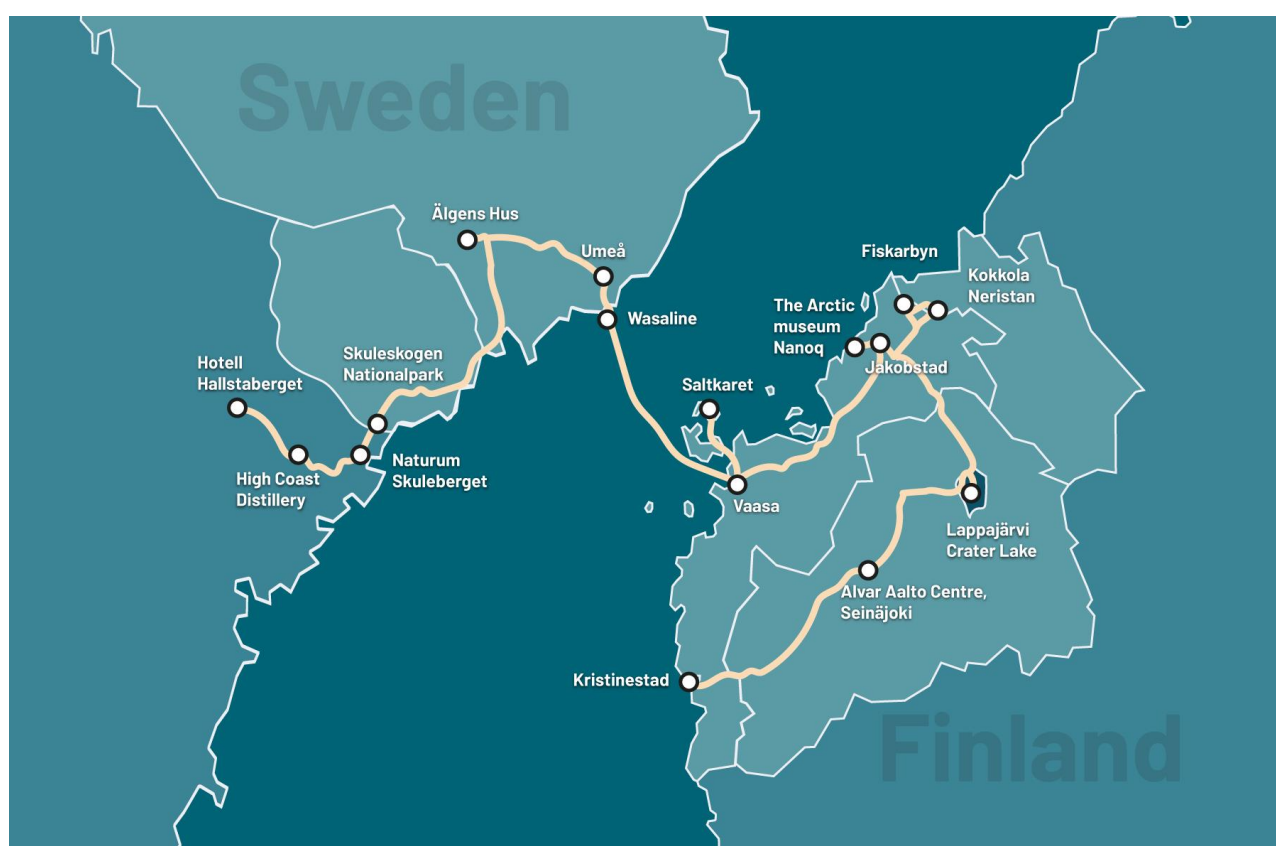 Sweden
Älgens Hus
Umeå
Fiskarbyn
Kokkola
Neristan
The Arctic
museum
Nanoq
Wasaline
Jakobstad
Hotell
Hallstaberget
Skuleskogen
Nationalpark
Saltkaret
High Coast
Distillery
Naturum
Skuleberget
Vaasa
Lappajärvi
Crater Lake
Alvar Aalto Centre,
Seinäjoki
Kristinestad
Finland